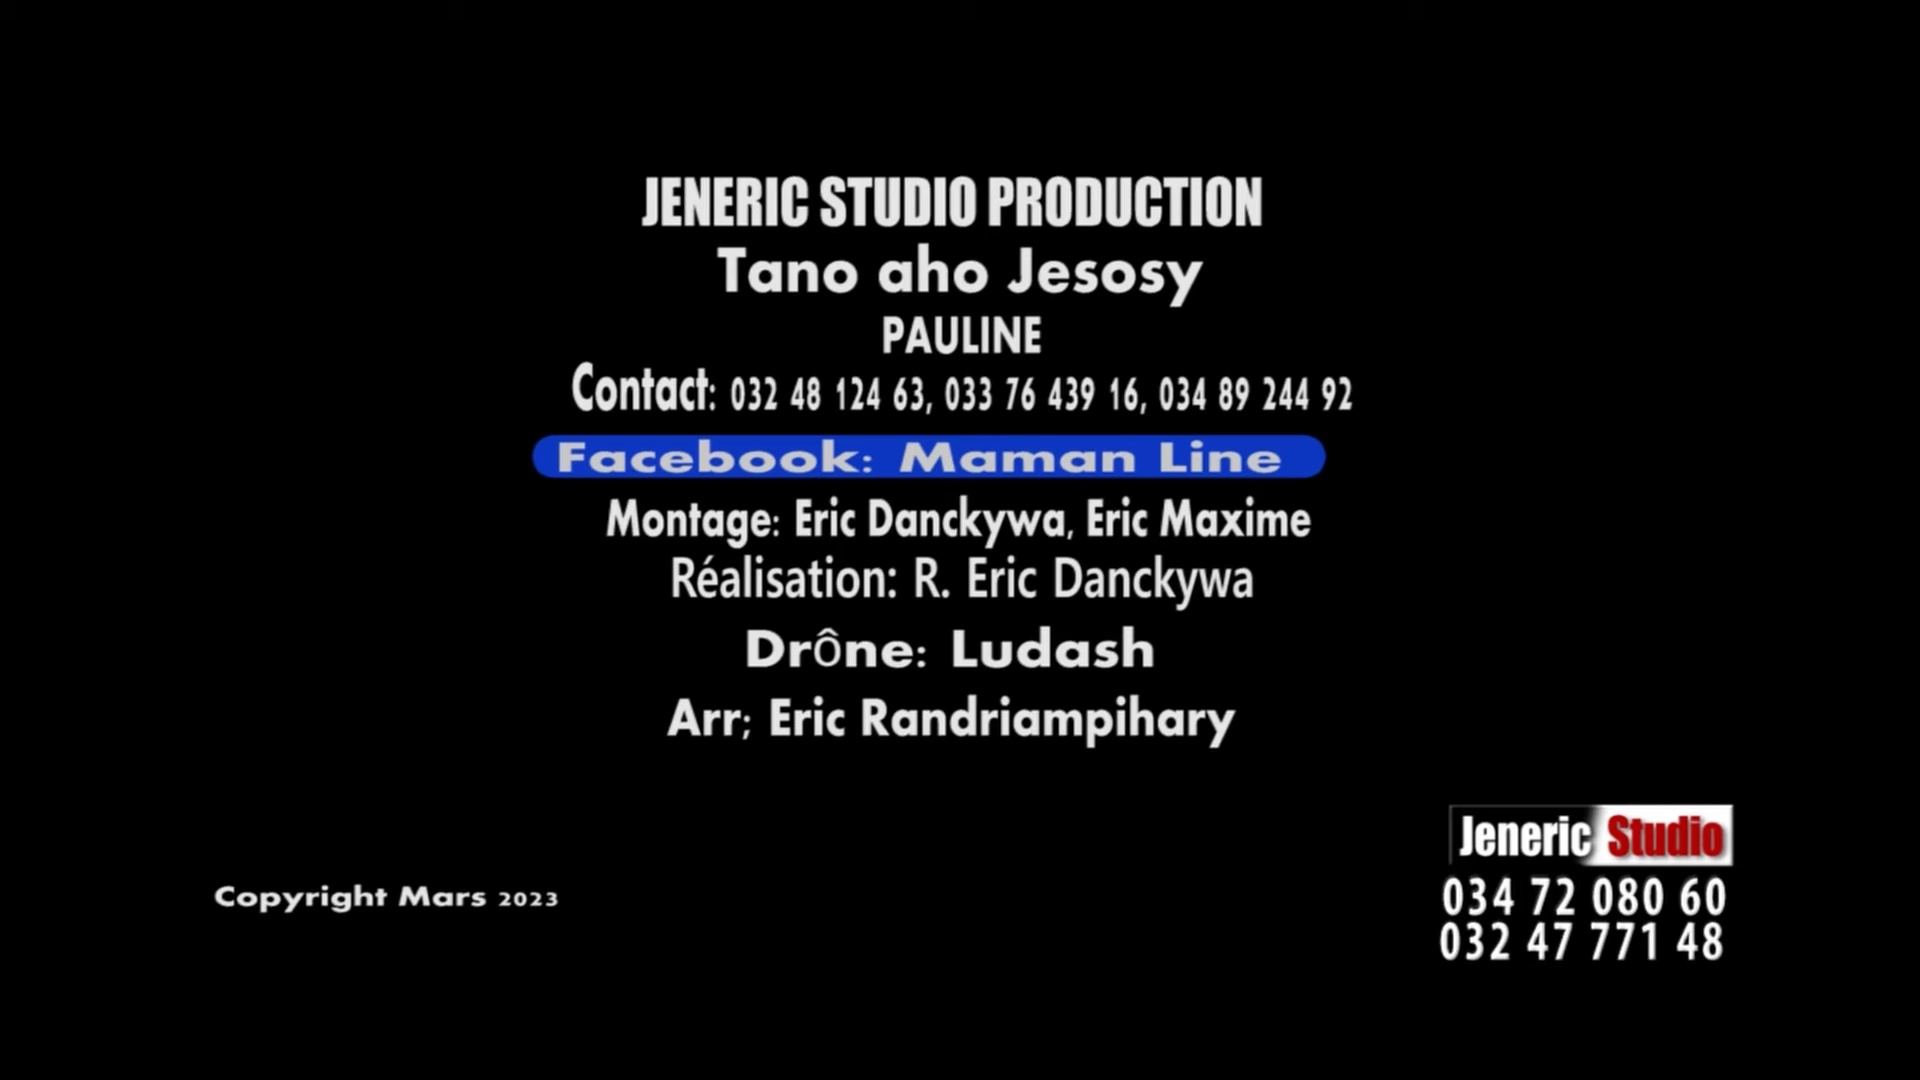 JENERIC STUDIO PRODUCTION
Tano aho Jesosy
PAULINE
Contact: 032 48 124 63, 033 76 439 16, 034 89 244 92
Facebook: Maman Line
Montage: Eric Danckywa, Eric Maxime
Réalisation: R. Eric Danckywa
Drône: Ludash
Arr; Eric Randriampihary
Copyright Mars 2023
Jeneric Studio
034 72 080 60
032 47 771 48